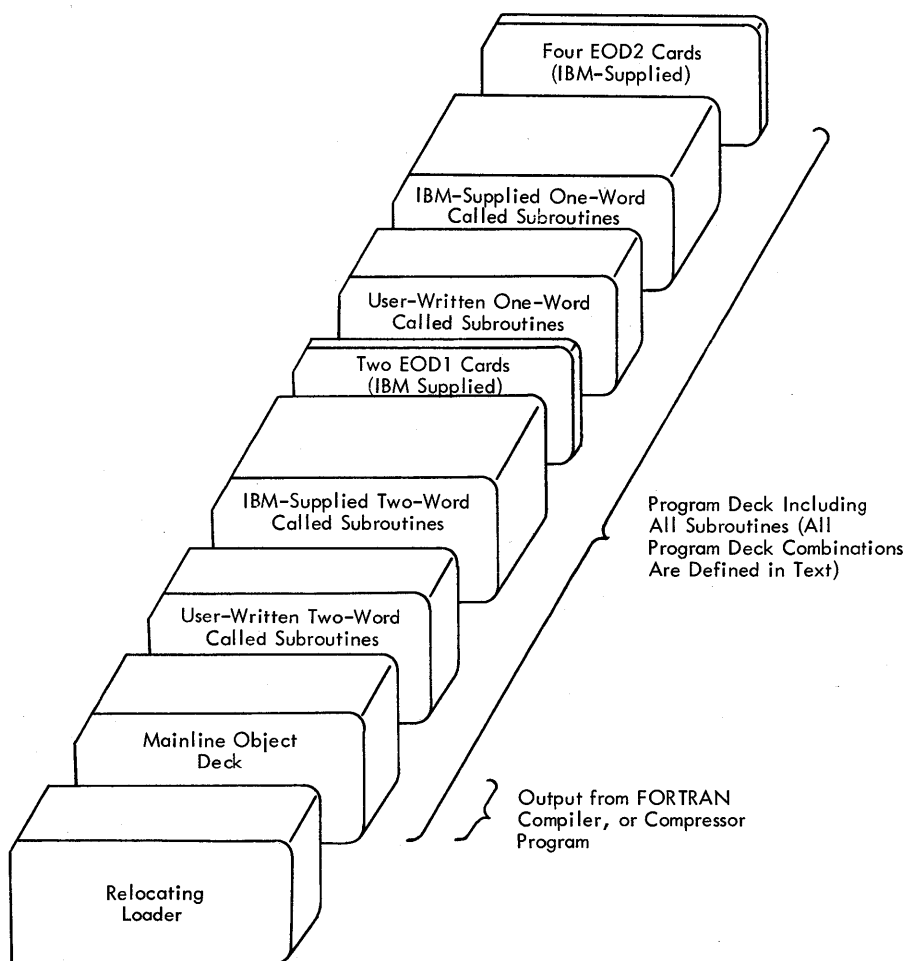 Four EOD2 Cards
(IBM-Supplied)
IBM-Supplied One-Word
Called Subroutines
User-Written One-Word
Called Subroutines
Two EOD1 Cards
(IBM Supplied)
IBM-Supplied Two-Word
Called Subroutines
Program Deck Including
All Subroutines (All
Program Deck Combinations
Are Defined in Text)
User-Written Two-Word
Called Subroutines
Mainline Object
Deck
Output from FORTRAN
Compiler, or Compressor
Program
Relocating
Loader